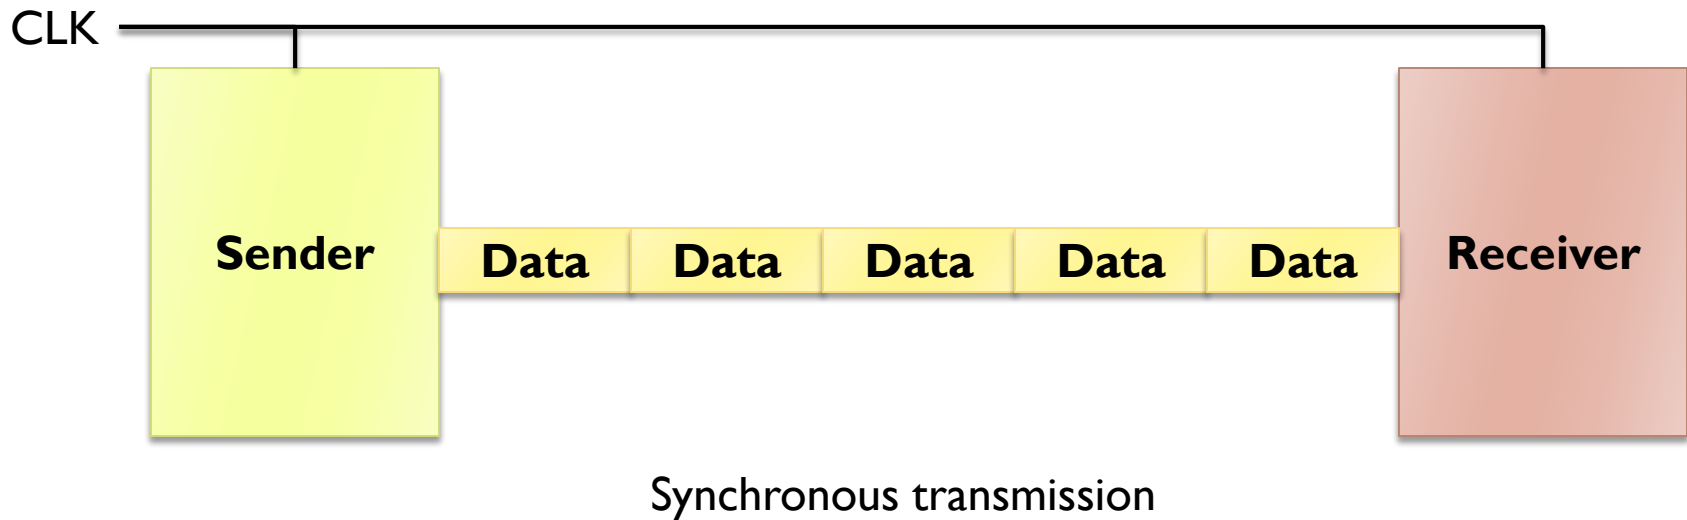 CLK
Sender
Data Data Data Data Data
Receiver
Synchronous transmission